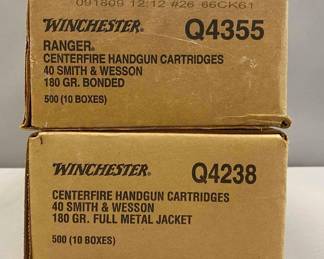 091809 12:12 #26 66CK61
WINCHESTER® Q4355
RANGER®
CENTERFIRE HANDGUN CARTRIDGES
40 SMITH & WESSON
180 GR. BONDED
500 (10 BOXES)
WINCHESTER® Q4238
CENTERFIRE HANDGUN CARTRIDGES
40 SMITH & WESSON
180 GR. FULL METAL JACKET
500 (10 BOXES)